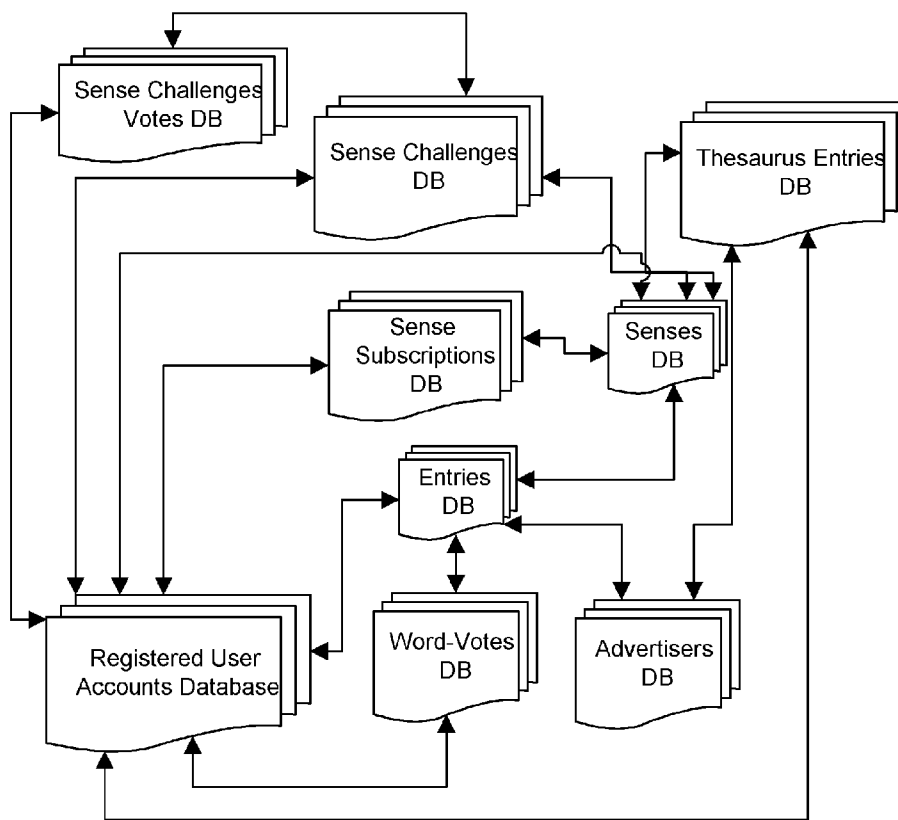 Sense Challenges
Votes DB
Sense Challenges
DB
Thesaurus Entries
DB
Sense
Subscriptions
DB
Senses
DB
Entries
DB
Registered User
Accounts Database
Word-Votes
DB
Advertisers
DB